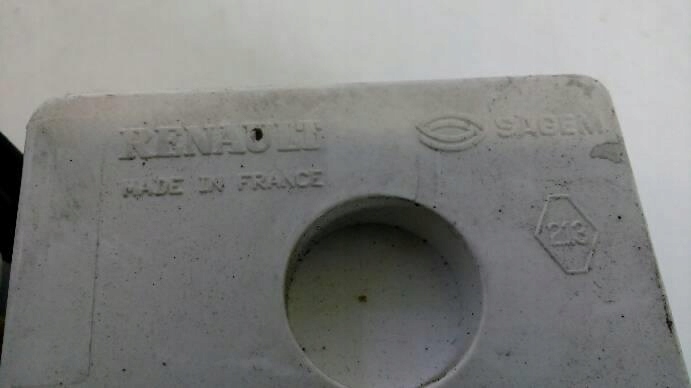 RENAULT
MADE IN FRANCE
SAGEM
213